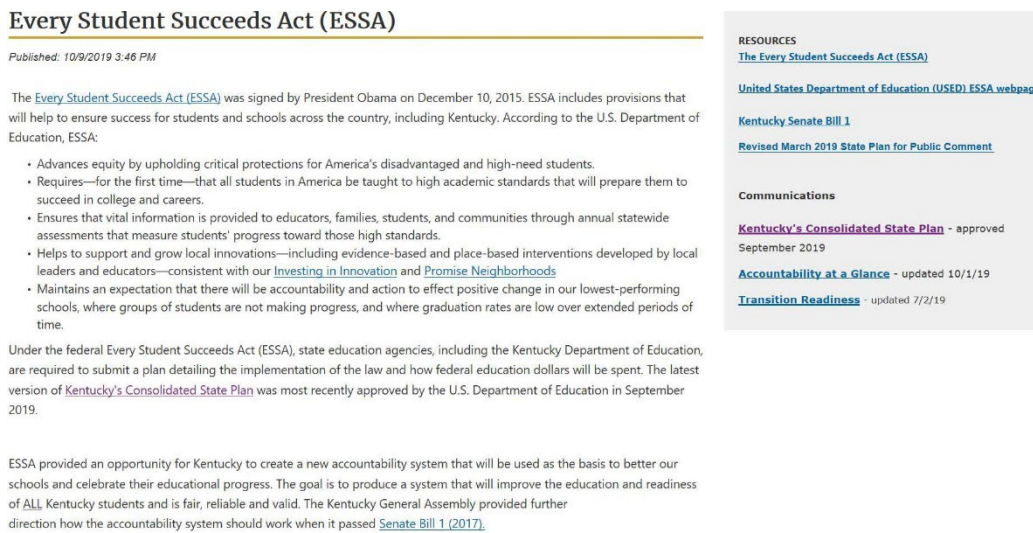 Every Student Succeeds Act (ESSA)
Published: 10/9/2019 3:46 PM
The Every Student Succeeds Act (ESSA) was signed by President Obama on December 10, 2015. ESSA includes provisions that
will help to ensure success for students and schools across the country, including Kentucky. According to the U.S. Department of
Education, ESSA:
• Advances equity by upholding critical protections for America's disadvantaged and high-need students.
• Requires—for the first time—that all students in America be taught to high academic standards that will prepare them to
succeed in college and careers.
• Ensures that vital information is provided to educators, families, students, and communities through annual statewide
assessments that measure students' progress toward those high standards.
• Helps to support and grow local innovations—including evidence-based and place-based interventions developed by local
leaders and educators—consistent with our Investing in Innovation and Promise Neighborhoods
• Maintains an expectation that there will be accountability and action to effect positive change in our lowest-performing
schools, where groups of students are not making progress, and where graduation rates are low over extended periods of
time.
Under the federal Every Student Succeeds Act (ESSA), state education agencies, including the Kentucky Department of Education,
are required to submit a plan detailing the implementation of the law and how federal education dollars will be spent. The latest
version of Kentucky's Consolidated State Plan was most recently approved by the U.S. Department of Education in September
2019.
ESSA provided an opportunity for Kentucky to create a new accountability system that will be used as the basis to better our
schools and celebrate their educational progress. The goal is to produce a system that will improve the education and readiness
of ALL Kentucky students and is fair, reliable and valid. The Kentucky General Assembly provided further
direction how the accountability system should work when it passed Senate Bill 1 (2017).
RESOURCES
The Every Student Succeeds Act (ESSA)
United States Department of Education (USED) ESSA webpag
Kentucky Senate Bill 1
Revised March 2019 State Plan for Public Comment
Communications
Kentucky's Consolidated State Plan - approved
September 2019
Accountability at a Glance - updated 10/1/19
Transition Readiness - updated 7/2/19